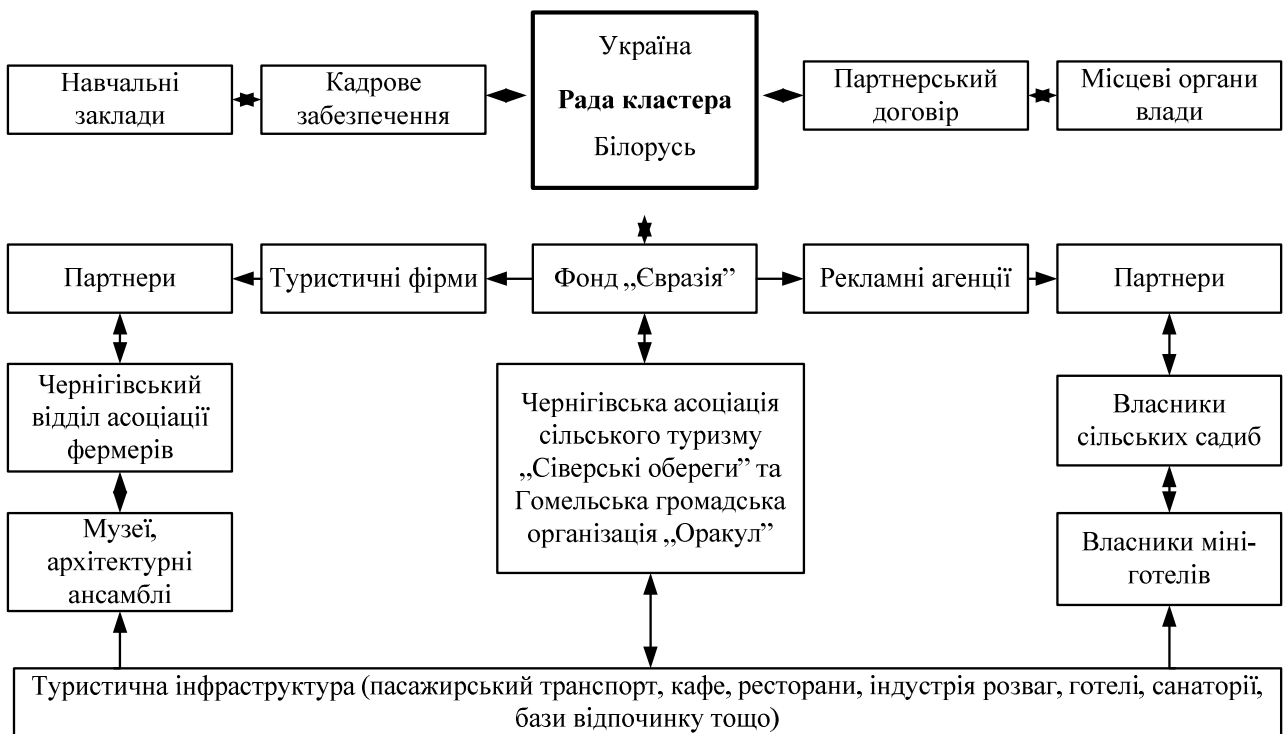 Україна
Рада кластера
Білорусь
Навчальні
заклади
Кадрове
забезпечення
Партнерський
договір
Місцеві органи
влади
Партнери
Туристичні фірми
Фонд „Євразія”
Рекламні агенції
Партнери
Чернігівський
відділ асоціації
фермерів
Чернігівська асоціація
сільського туризму
„Сіверські обереги” та
Гомельська громадська
організація „Оракул”
Власники
сільських садиб
Музеї,
архітектурні
ансамблі
Власники міні-
готелів
Туристична інфраструктура (пасажирський транспорт, кафе, ресторани, індустрія розваг, готелі, санаторії,
бази відпочинку тощо)